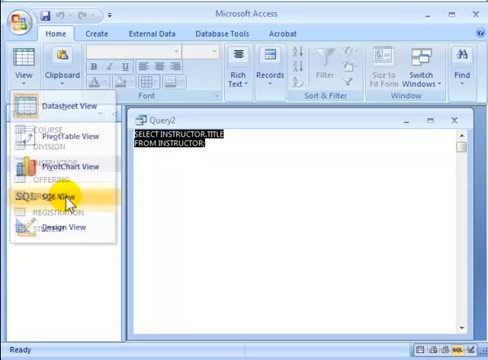 Microsoft Access
Home
Create
External Data
Database Tools
Acrobat
View
Clipboard
B I U
A
Font
Rich
Text
Records
Filter
Sort & Filter
Size to
Fit Form
Switch
Windows
Window
Find
Datasheet View
COURSE
PivotTable View
DIVISION
INSTRUCTOR
PivotChart View
OFFERING
SQL
SQL View
REGISTRATION
Design View
Query2
SELECT INSTRUCTOR.TITLE
FROM INSTRUCTOR;
Ready
SQL